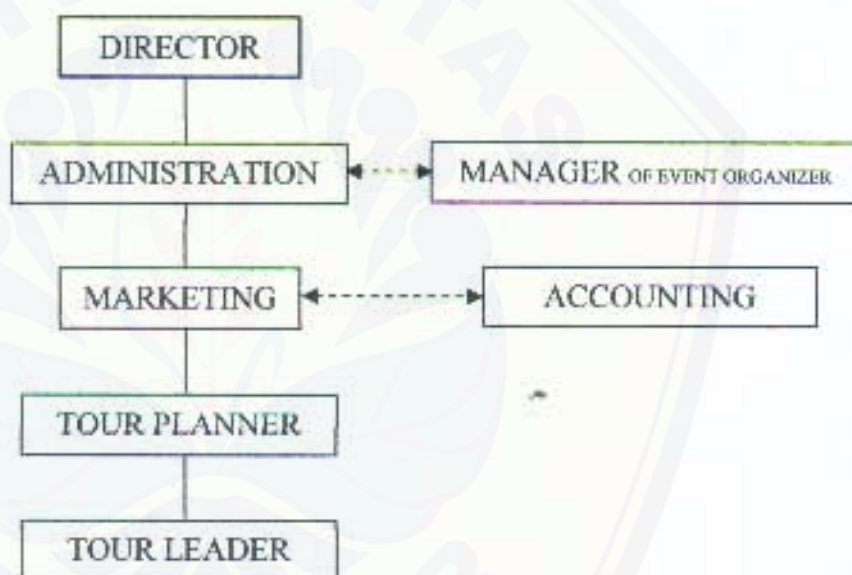 DIRECTOR
ADMINISTRATION
MANAGER OF EVENT ORGANIZER
MARKETING
ACCOUNTING
TOUR PLANNER
TOUR LEADER